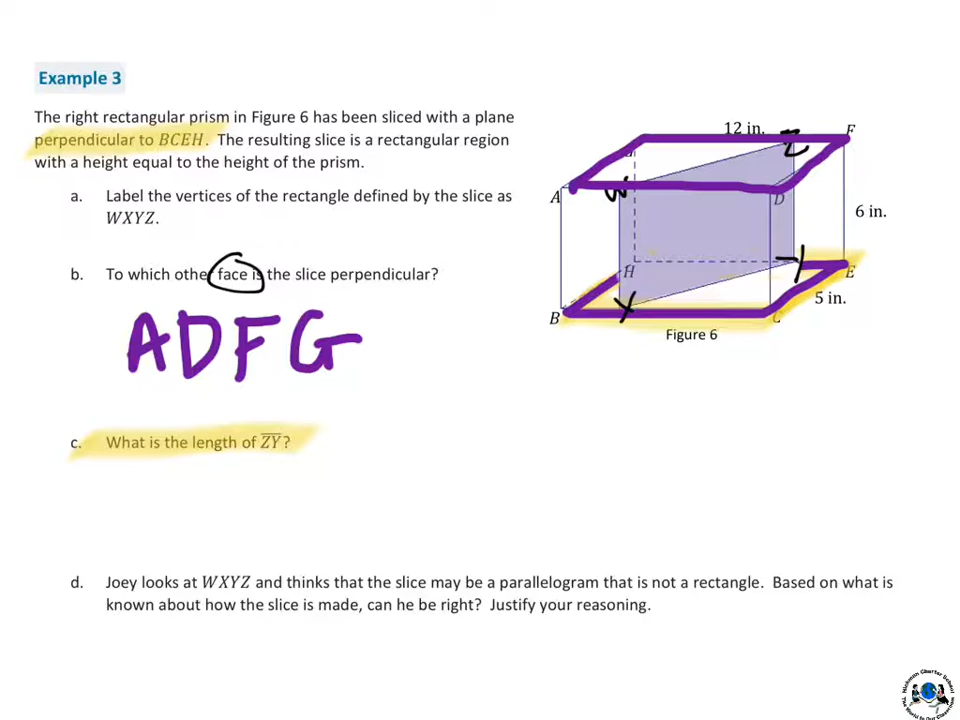 Example 3
The right rectangular prism in Figure 6 has been sliced with a plane
perpendicular to BCEH. The resulting slice is a rectangular region
with a height equal to the height of the prism.
a. Label the vertices of the rectangle defined by the slice as
WXYZ.
b. To which other face is the slice perpendicular?
ADFG
c. What is the length of ZY?
d. Joey looks at WXYZ and thinks that the slice may be a parallelogram that is not a rectangle. Based on what is
known about how the slice is made, can he be right? Justify your reasoning.
12 in.
F
Z
G
W
A
D
6 in.
H
Y
E
5 in.
X
B
C
Figure 6